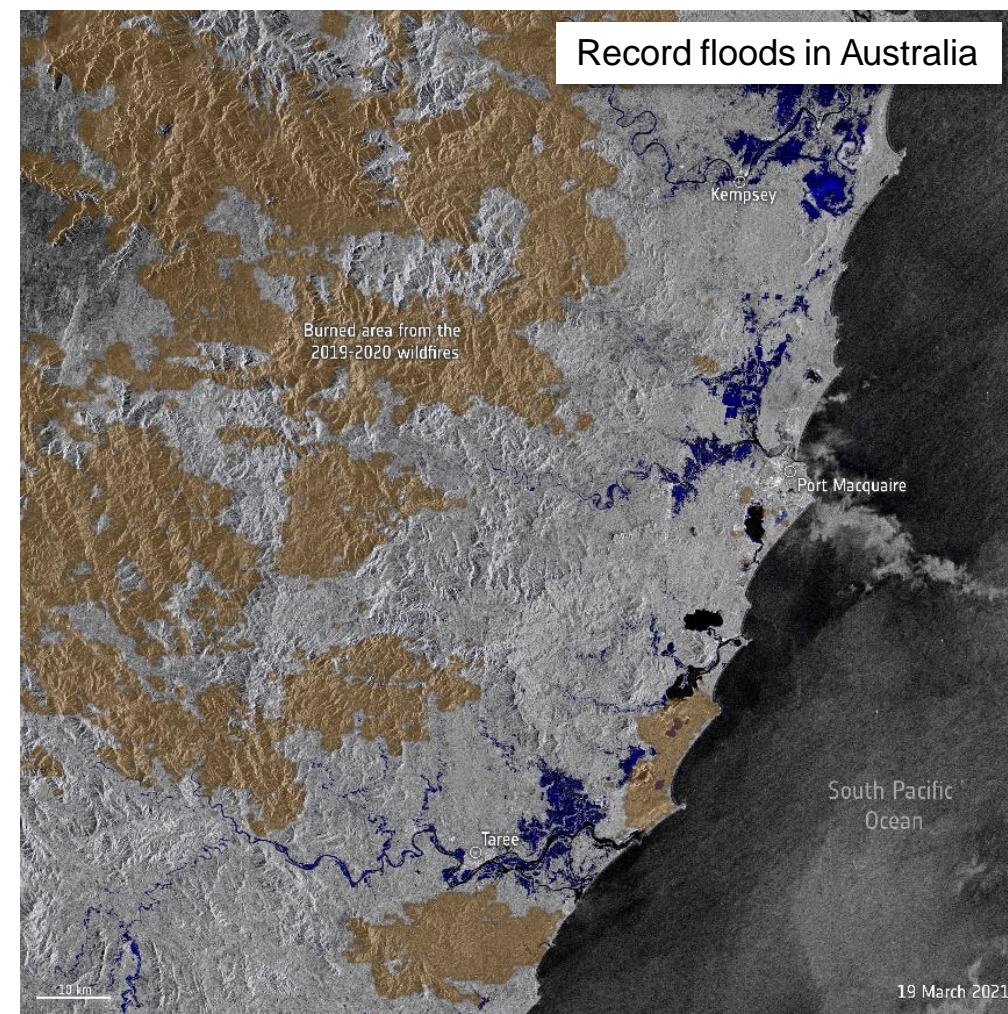 Record floods in Australia
Kempsey
Burned area from the
2019-2020 wildfires
Port Macquaire
South Pacific
Ocean
Taree
10 km
19 March 2021